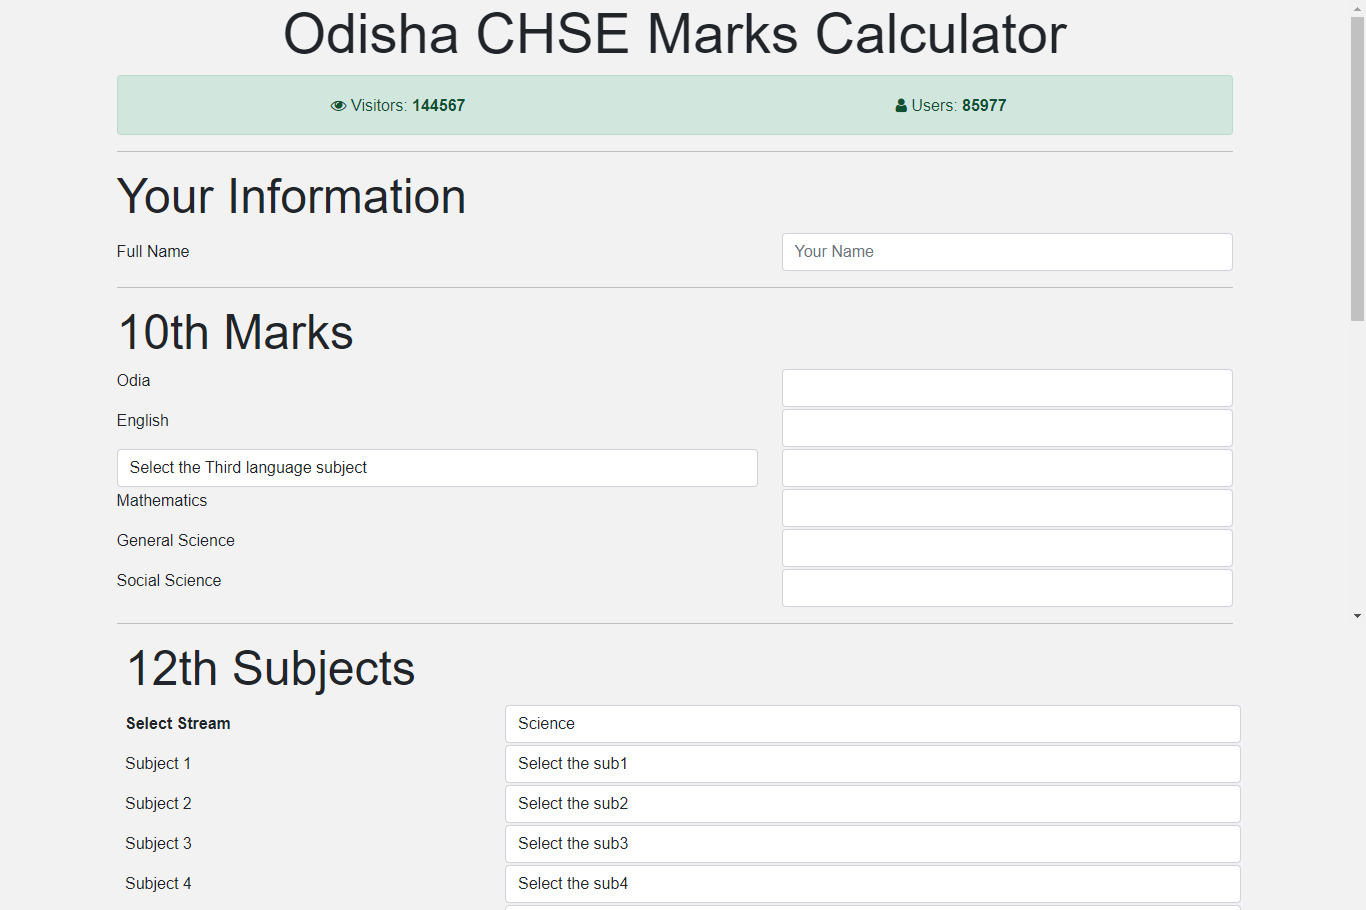 Odisha CHSE Marks Calculator
Visitors: 144567 Users: 85977
Your Information
Full Name Your Name
10th Marks
Odia
English
Select the Third language subject
Mathematics
General Science
Social Science
12th Subjects
Select Stream Science
Subject 1 Select the sub1
Subject 2 Select the sub2
Subject 3 Select the sub3
Subject 4 Select the sub4